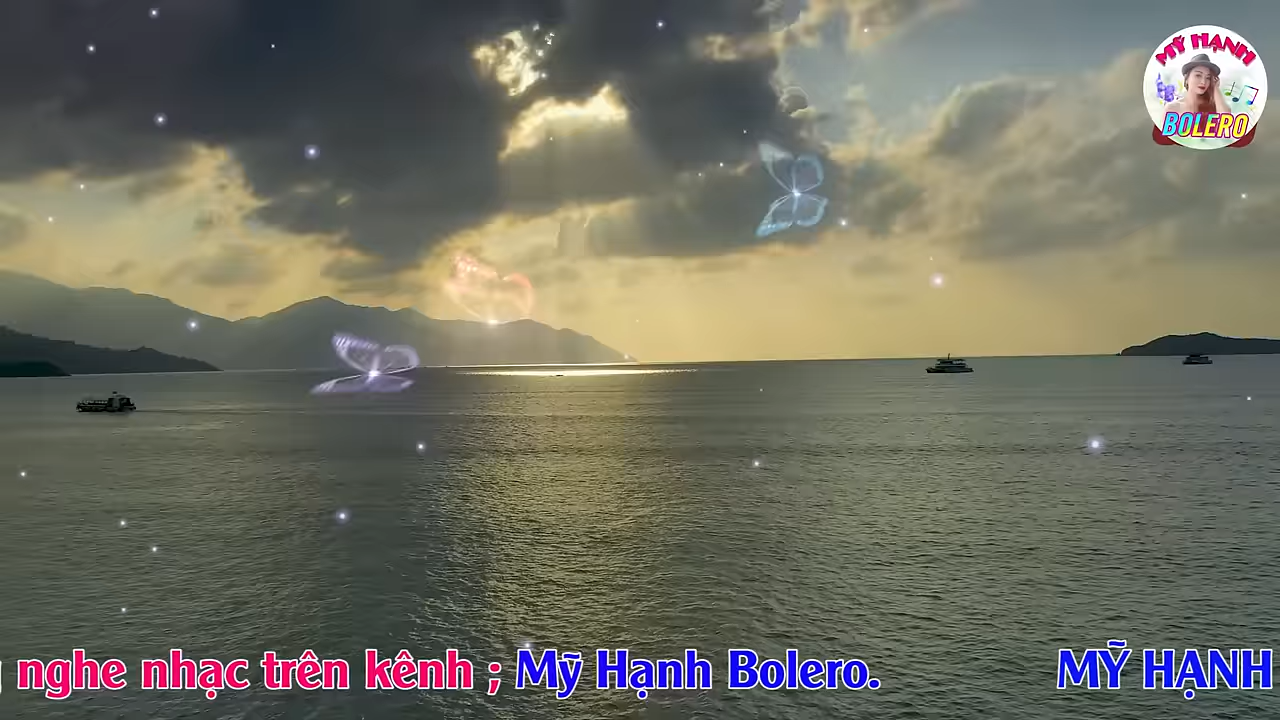 MỸ HẠNH
BOLERO
nghe nhạc trên kênh ; Mỹ Hạnh Bolero. MỸ HẠNH